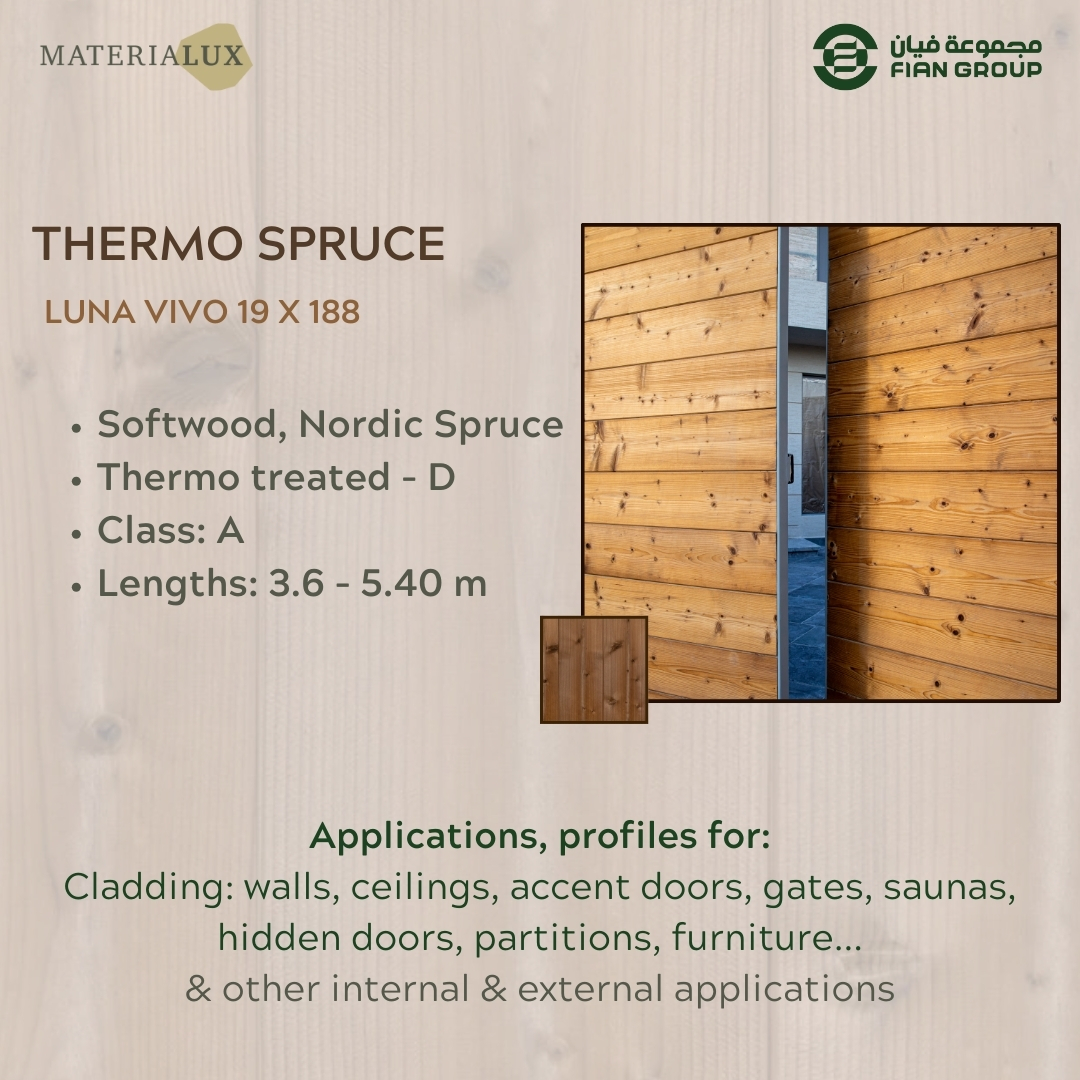 MATERIALUX
مجموعة فيان
FIAN GROUP
THERMO SPRUCE
LUNA VIVO 19 X 188
• Softwood, Nordic Spruce
• Thermo treated - D
• Class: A
• Lengths: 3.6 - 5.40 m
Applications, profiles for:
Cladding: walls, ceilings, accent doors, gates, saunas,
hidden doors, partitions, furniture...
& other internal & external applications